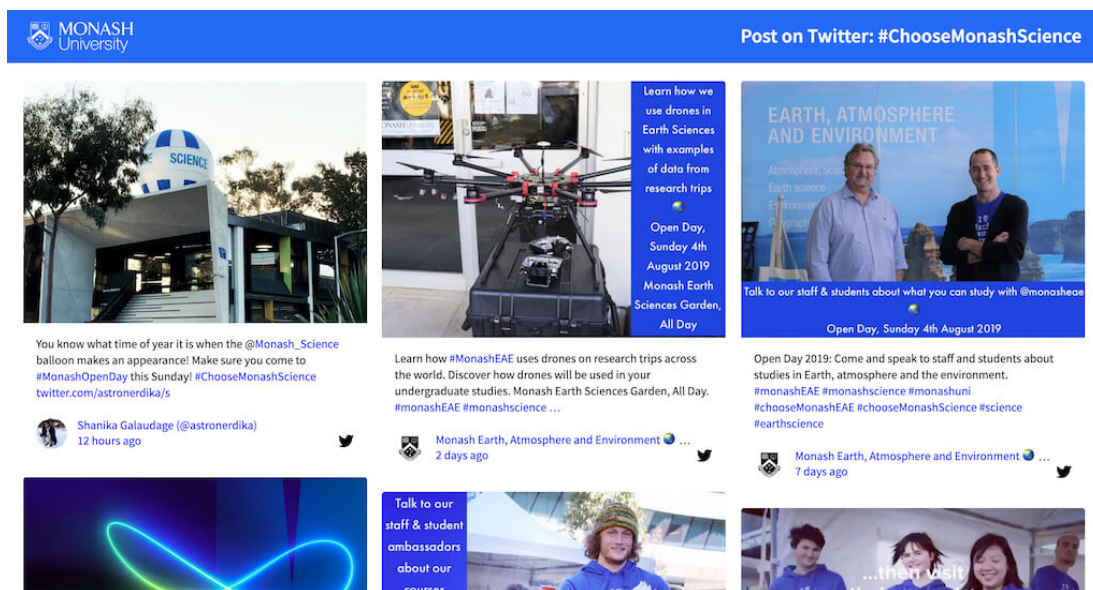 MONASH
University
Post on Twitter: #ChooseMonashScience
SCIENCE
You know what time of year it is when the @Monash_Science
balloon makes an appearance! Make sure you come to
#MonashOpenDay this Sunday! #ChooseMonashScience
twitter.com/astronerdika/s
Shanika Galaudage (@astronerdika)
12 hours ago
Learn how we
use drones in
Earth Sciences
with examples
of data from
research trips
Open Day,
Sunday 4th
August 2019
Monash Earth
Sciences Garden,
All Day
Learn how #MonashEAE uses drones on research trips across
the world. Discover how drones will be used in your
undergraduate studies. Monash Earth Sciences Garden, All Day.
#monashEAE #monashscience …
Monash Earth, Atmosphere and Environment 🌏 …
2 days ago
Talk to our
staff & student
ambassadors
about our
courses
EARTH, ATMOSPHERE
AND ENVIRONMENT
Atmospheric
Earth science
Talk to our staff & students about what you can study with @monasheae
Open Day, Sunday 4th August 2019
Open Day 2019: Come and speak to staff and students about
studies in Earth, atmosphere and the environment.
#monashEAE #monashscience #monashuni
#chooseMonashEAE #chooseMonashScience #science
#earthscience
Monash Earth, Atmosphere and Environment 🌏 …
7 days ago
...then visit